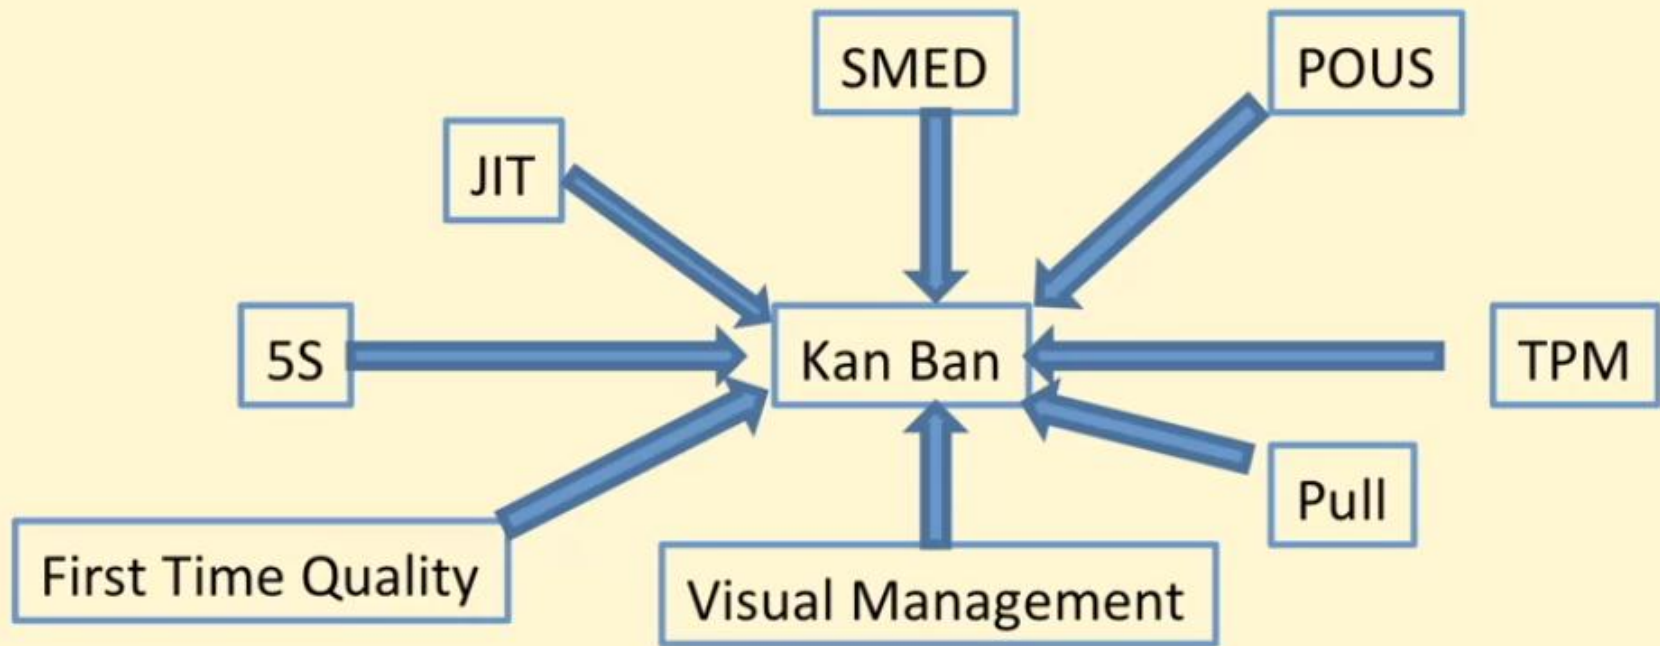 SMED
POUS
JIT
5S
Kan Ban
TPM
Pull
First Time Quality
Visual Management